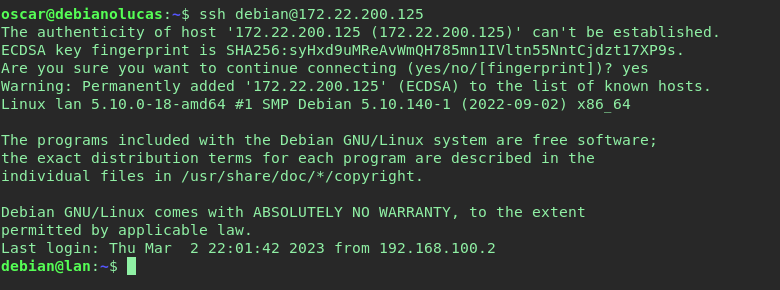 oscar@debianolucas:~$ ssh debian@172.22.200.125
The authenticity of host '172.22.200.125 (172.22.200.125)' can't be established.
ECDSA key fingerprint is SHA256:syHxd9uMReAvWmQH785mn1IVltn55NntCjdzt17XP9s.
Are you sure you want to continue connecting (yes/no/[fingerprint])? yes
Warning: Permanently added '172.22.200.125' (ECDSA) to the list of known hosts.
Linux lan 5.10.0-18-amd64 #1 SMP Debian 5.10.140-1 (2022-09-02) x86_64

The programs included with the Debian GNU/Linux system are free software;
the exact distribution terms for each program are described in the
individual files in /usr/share/doc/*/copyright.

Debian GNU/Linux comes with ABSOLUTELY NO WARRANTY, to the extent
permitted by applicable law.
Last login: Thu Mar  2 22:01:42 2023 from 192.168.100.2
debian@lan:~$